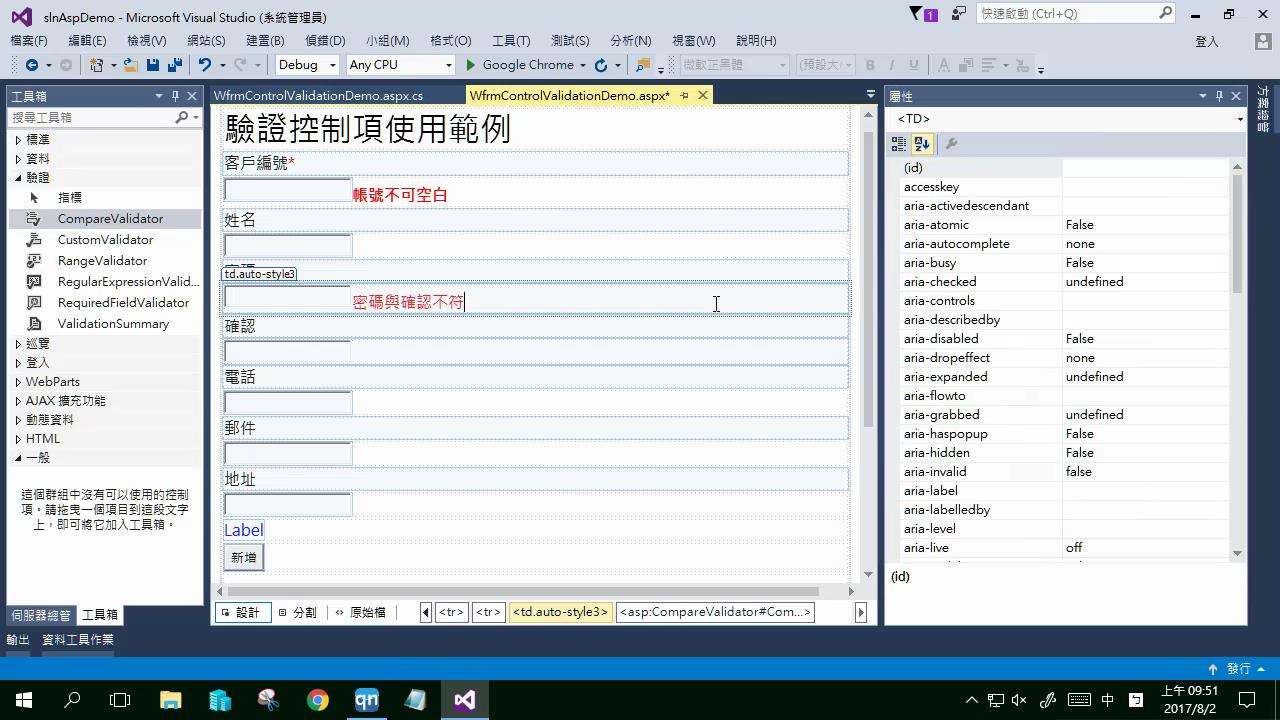 slnAspDemo - Microsoft Visual Studio (系統管理員)
1
快速啟動 (Ctrl+Q)
檔案(F) 編輯(E) 檢視(V) 網站(S) 建置(B) 偵錯(D) 小組(M) 格式(O) 工具(T) 測試(S) 分析(N) 視窗(W) 說明(H) 登入
Debug Any CPU Google Chrome 微軟正黑體 (預設大 B I U A
工具箱
搜尋工具箱
標準
資料
驗證
指標
CompareValidator
CustomValidator
RangeValidator
RegularExpressionValid...
RequiredFieldValidator
ValidationSummary
巡覽
登入
WebParts
AJAX 擴充功能
動態資料
HTML
一般
這個群組中沒有可以使用的控制
項。請拖曳一個項目到這段文字
上，即可將它加入工具箱。
伺服器總管 工具箱
WfrmControlValidationDemo.aspx.cs WfrmControlValidationDemo.aspx*
驗證控制項使用範例
客戶編號*
帳號不可空白
姓名
td.auto-style3
密碼與確認不符
確認
電話
郵件
地址
Label
新增
設計 分割 原始檔 <tr> <tr> <td.auto-style3> <asp:CompareValidator#Com...>
屬性
<TD>
(id)
accesskey
aria-activedescendant
aria-atomic False
aria-autocomplete none
aria-busy False
aria-checked undefined
aria-controls
aria-describedby
aria-disabled False
aria-dropeffect none
aria-expanded undefined
aria-flowto
aria-grabbed undefined
aria-haspopup False
aria-hidden False
aria-invalid false
aria-label
aria-labelledby
aria-level
aria-live off
(id)
方案總管
輸出 資料工具作業
發行
qn
中
上午 09:51
2017/8/2